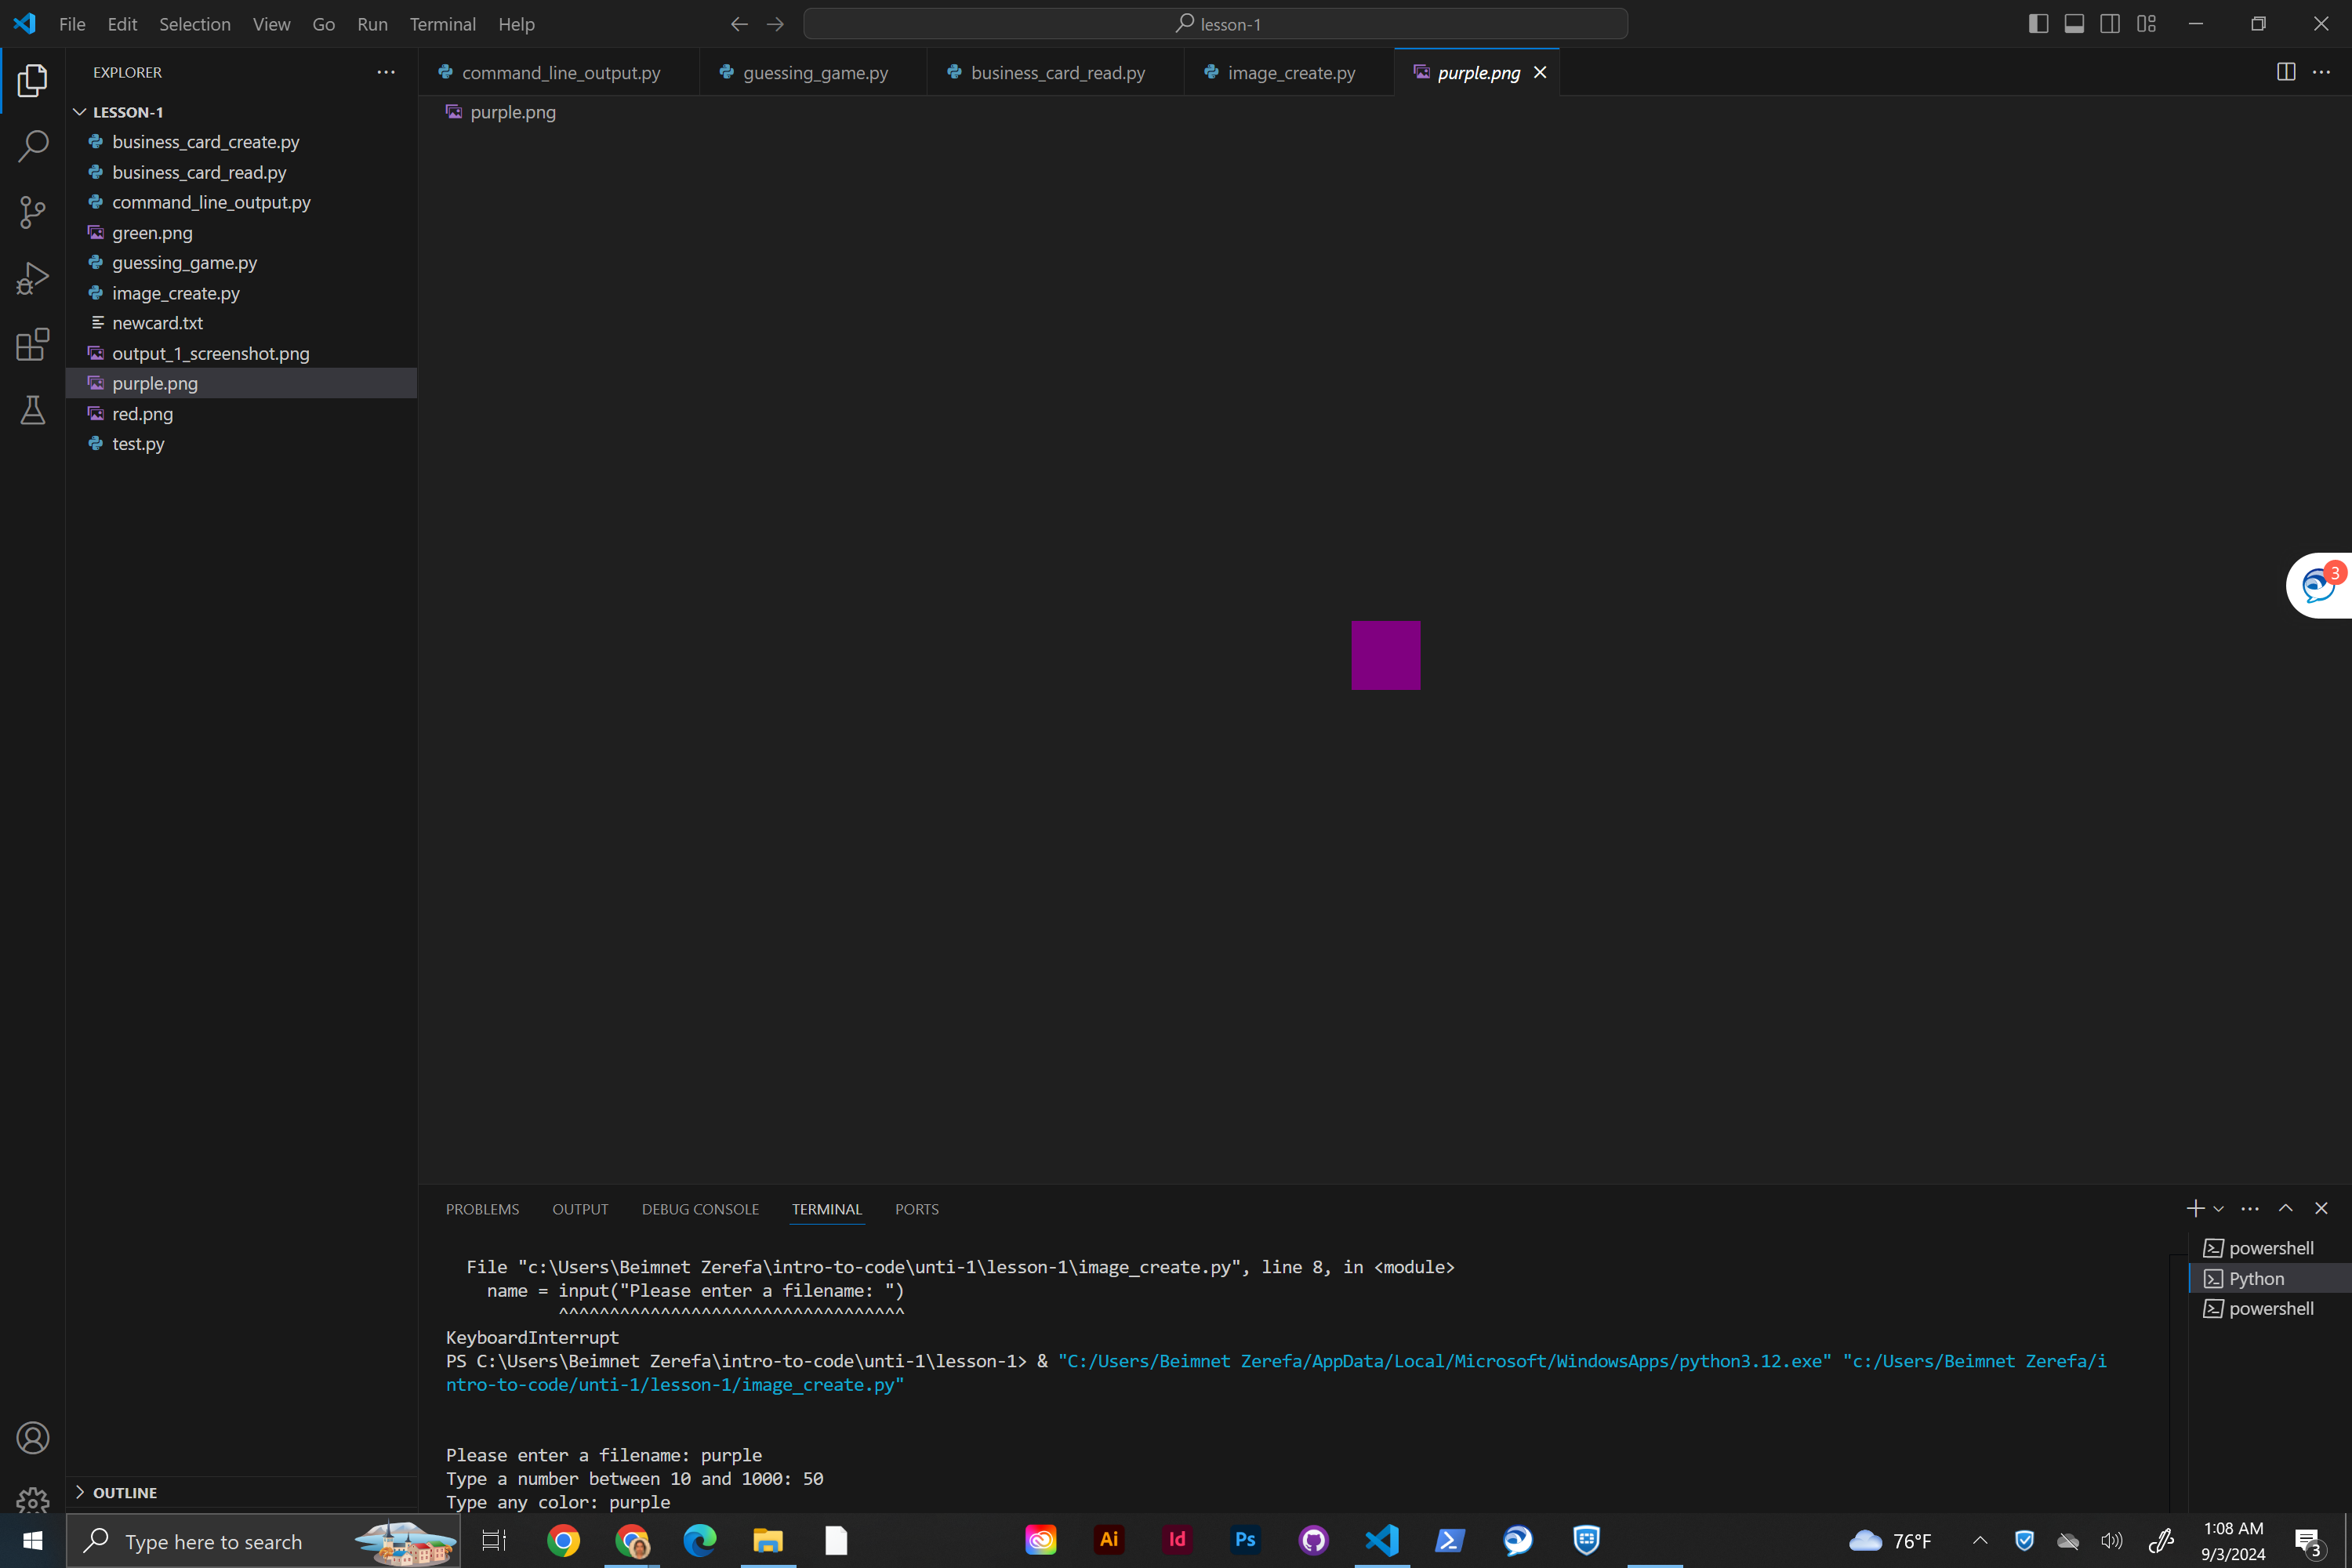 File Edit Selection View Go Run Terminal Help
lesson-1
EXPLORER
LESSON-1
business_card_create.py
business_card_read.py
command_line_output.py
green.png
guessing_game.py
image_create.py
newcard.txt
output_1_screenshot.png
purple.png
red.png
test.py
OUTLINE
command_line_output.py guessing_game.py business_card_read.py image_create.py purple.png
purple.png
3
PROBLEMS OUTPUT DEBUG CONSOLE TERMINAL PORTS
File "c:\Users\Beimnet Zerefa\intro-to-code\unti-1\lesson-1\image_create.py", line 8, in <module>
name = input("Please enter a filename: ")
^^^^^^^^^^^^^^^^^^^^^^^^^^^^^^^^^^
KeyboardInterrupt
PS C:\Users\Beimnet Zerefa\intro-to-code\unti-1\lesson-1> & "C:/Users/Beimnet Zerefa/AppData/Local/Microsoft/WindowsApps/python3.12.exe" "c:/Users/Beimnet Zerefa/i
ntro-to-code/unti-1/lesson-1/image_create.py"
Please enter a filename: purple
Type a number between 10 and 1000: 50
Type any color: purple
powershell
Python
powershell
Type here to search
Ai Id Ps
76°F
1:08 AM
9/3/2024
3